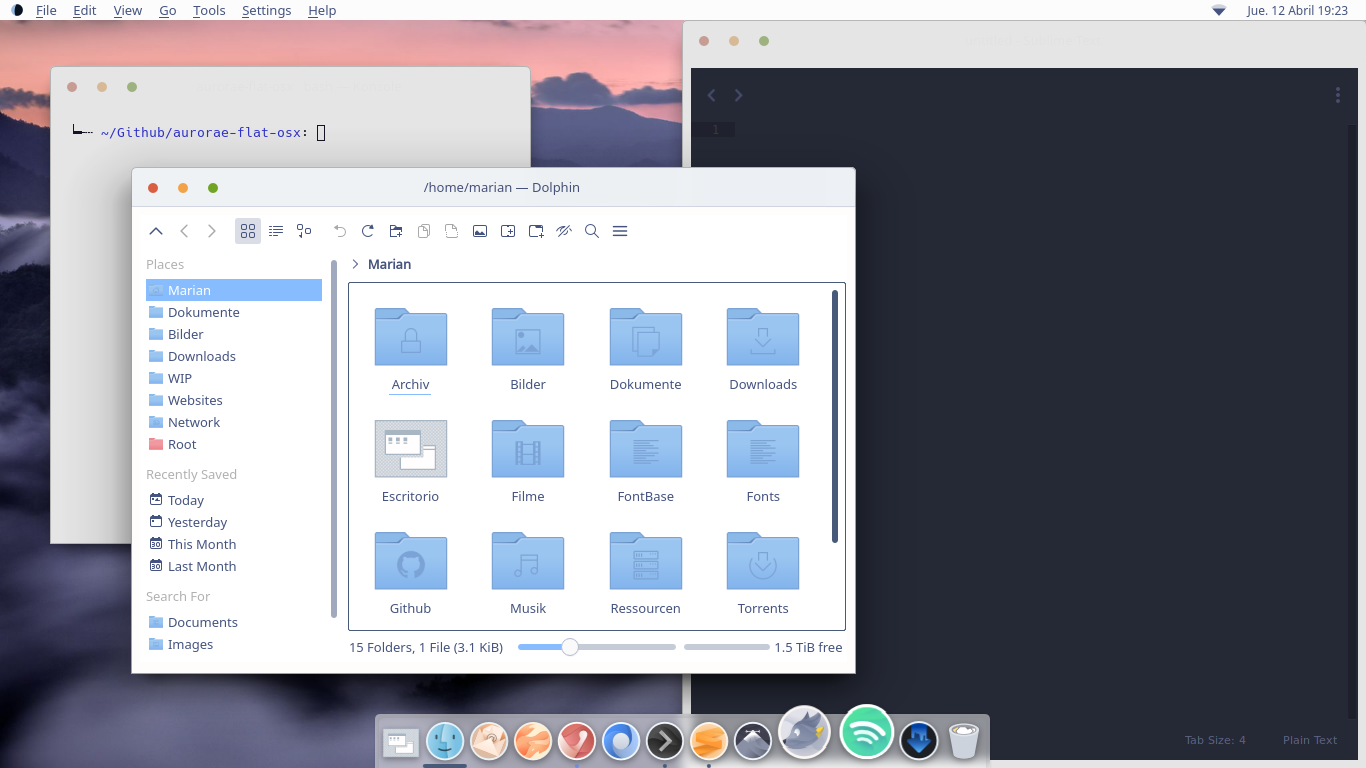 File Edit View Go Tools Settings Help
Jue. 12 Abril 19:23
~/Github/aurorae-flat-osx:
1
/home/marian — Dolphin
Places
Marian
Dokumente
Bilder
Downloads
WIP
Websites
Network
Root
Recently Saved
Today
Yesterday
This Month
Last Month
Search For
Documents
Images
Marian
Archiv Bilder Dokumente Downloads
Escritorio Filme FontBase Fonts
Github Musik Ressourcen Torrents
15 Folders, 1 File (3.1 KiB)
1.5 TiB free
Tab Size: 4 Plain Text